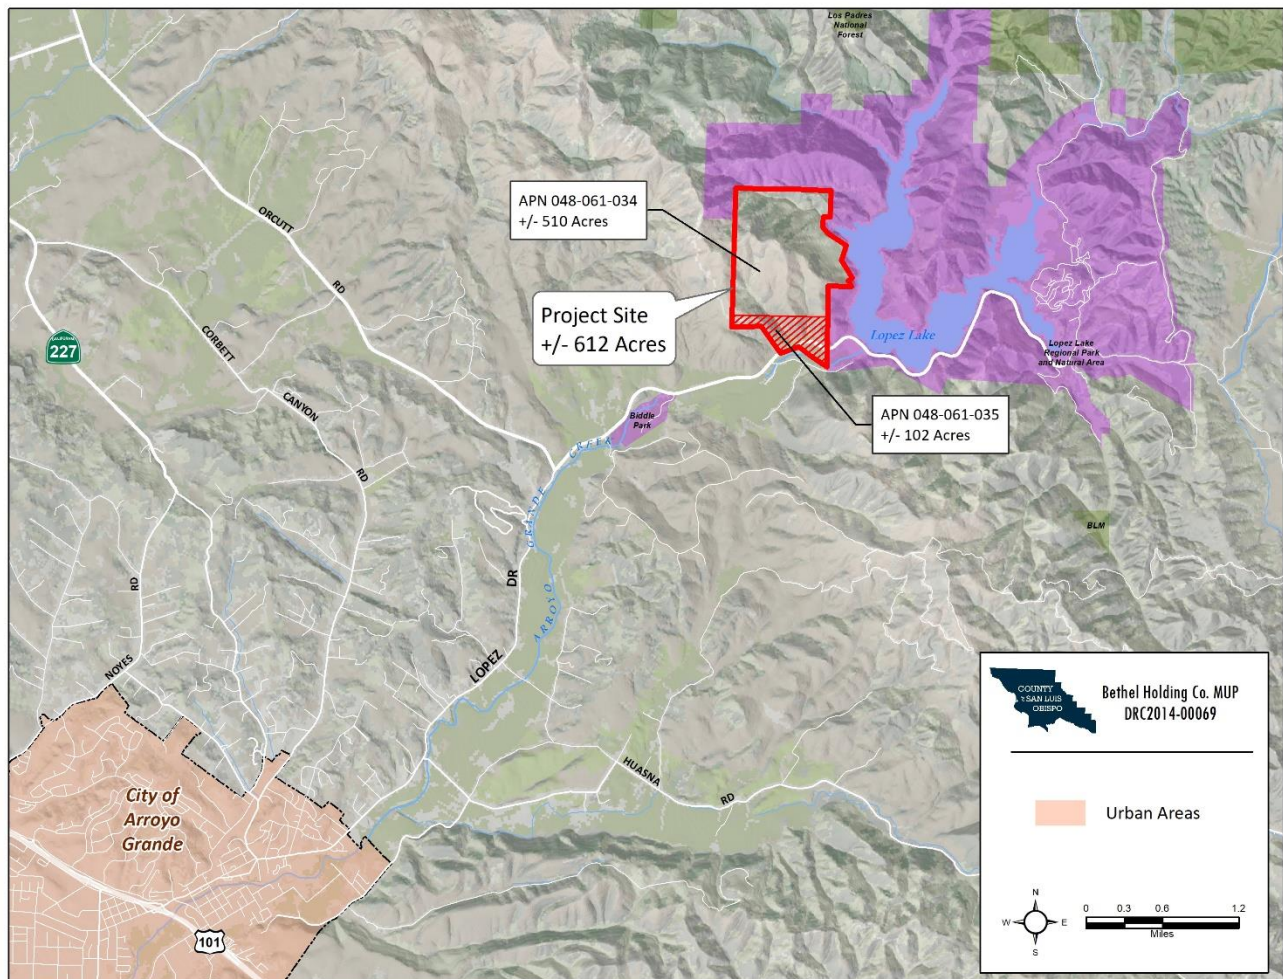 Los Padres
National
Forest
APN 048-061-034
+/- 510 Acres
ORCUTT
RD
Project Site
+/- 612 Acres
CALIFORNIA
227
CORBETT
CANYON
RD
Lopez Lake
Lopez Lake
Regional Park
and Natural Area
APN 048-061-035
+/- 102 Acres
Biddle
Park
ARROYO GRANDE CREEK
BLM
RD
LOPEZ DR
NOYES
HUASNA
RD
City of
Arroyo
Grande
101
COUNTY
OF SAN LUIS
OBISPO
Bethel Holding Co. MUP
DRC2014-00069
Urban Areas
N
W
E
S
0 0.3 0.6 1.2
Miles